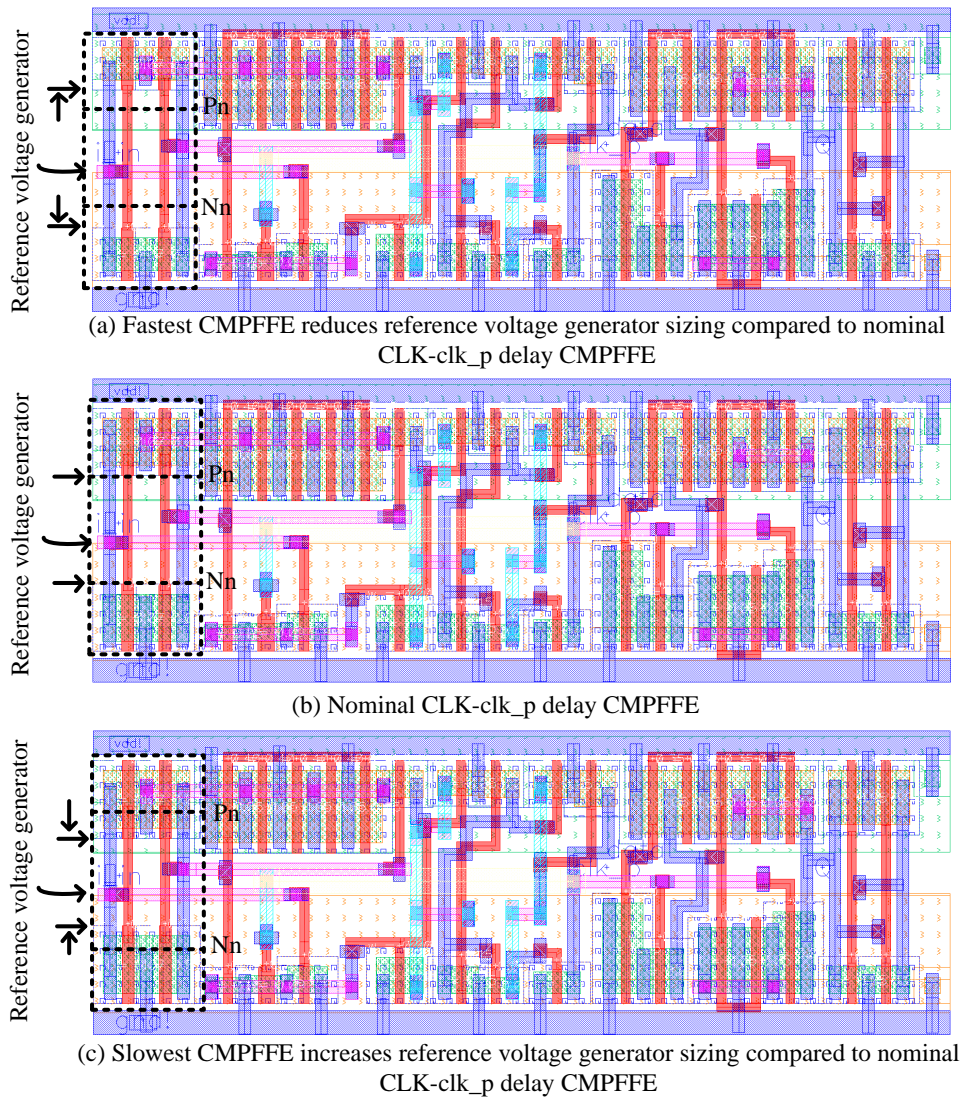 vdd!
Reference voltage generator
Pn
Nn
gnd!
(a) Fastest CMPFFE reduces reference voltage generator sizing compared to nominal
CLK-clk_p delay CMPFFE
vdd!
Reference voltage generator
Pn
Nn
gnd!
(b) Nominal CLK-clk_p delay CMPFFE
vdd!
Reference voltage generator
Pn
Nn
gnd!
(c) Slowest CMPFFE increases reference voltage generator sizing compared to nominal
CLK-clk_p delay CMPFFE